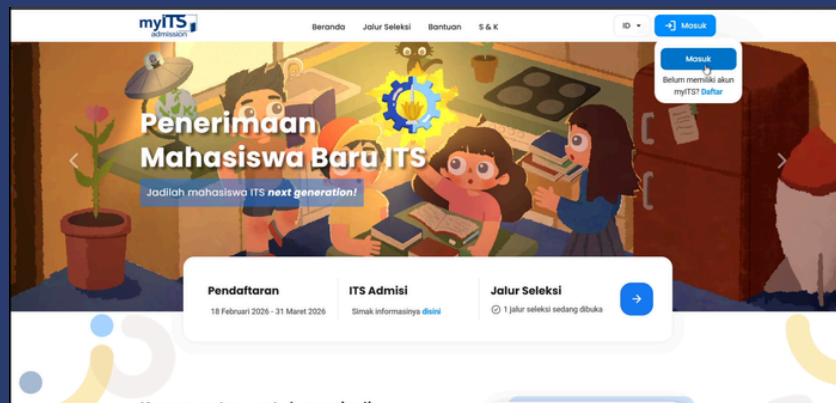 myITS
admission
Beranda Jalur Seleksi Bantuan S & K
ID Masuk
Masuk
Belum memiliki akun
myITS? Daftar
Penerimaan
Mahasiswa Baru ITS
Jadilah mahasiswa ITS next generation!
Pendaftaran
18 Februari 2026 - 31 Maret 2026
ITS Admisi
Simak informasinya disini
Jalur Seleksi
1 jalur seleksi sedang dibuka